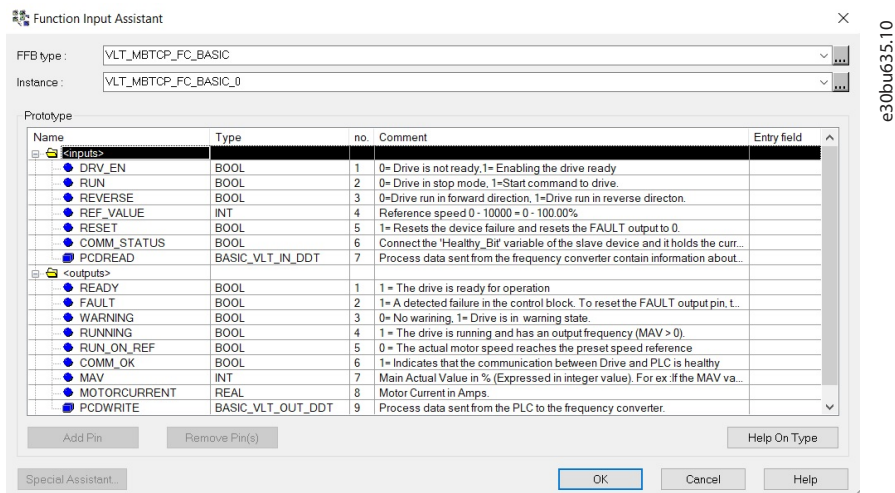 Function Input Assistant
FFB type : VLT_MBTCP_FC_BASIC ...
Instance : VLT_MBTCP_FC_BASIC_0 ...
Prototype
Name Type no. Comment Entry field
<inputs>
DRV_EN BOOL 1 0= Drive is not ready,1= Enabling the drive ready
RUN BOOL 2 0= Drive in stop mode, 1=Start command to drive.
REVERSE BOOL 3 0=Drive run in forward direction, 1=Drive run in reverse directon.
REF_VALUE INT 4 Reference speed 0 - 10000 = 0 - 100.00%
RESET BOOL 5 1= Resets the device failure and resets the FAULT output to 0.
COMM_STATUS BOOL 6 Connect the 'Healthy_Bit' variable of the slave device and it holds the curr...
PCDREAD BASIC_VLT_IN_DDT 7 Process data sent from the frequency converter contain information about...
<outputs>
READY BOOL 1 1 = The drive is ready for operation
FAULT BOOL 2 1= A detected failure in the control block. To reset the FAULT output pin, t...
WARNING BOOL 3 0= No warining, 1= Drive is in warning state.
RUNNING BOOL 4 1 = The drive is running and has an output frequency (MAV > 0).
RUN_ON_REF BOOL 5 0 = The actual motor speed reaches the preset speed reference
COMM_OK BOOL 6 1= Indicates that the communication between Drive and PLC is healthy
MAV INT 7 Main Actual Value in % (Expressed in integer value). For ex :If the MAV va...
MOTORCURRENT REAL 8 Motor Current in Amps.
PCDWRITE BASIC_VLT_OUT_DDT 9 Process data sent from the PLC to the frequency converter.
Add Pin Remove Pin(s) Help On Type
Special Assistant... OK Cancel Help
e30bu635.10